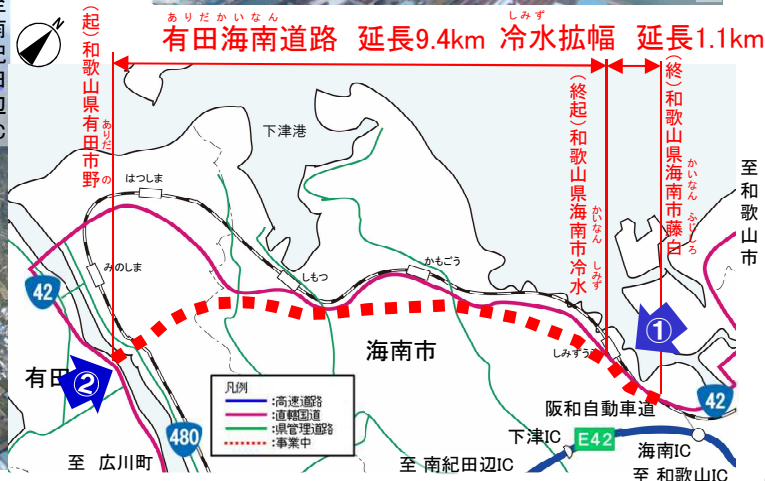 至南紀田辺IC
ありだかいなん
有田海南道路 延長9.4km
しみず
冷水拡幅 延長1.1km
(起)和歌山県有田市野
ありだ の
(終起)和歌山県海南市冷水
かいなん しみず
(終)和歌山県海南市藤白
かいなん ふじしろ
至和歌山市
下津港
はつしま
みのしま
しもつ
かもごう
しみずう
42
①
海南市
有田
②
480
凡例
:高速道路
:直轄国道
:県管理道路
:事業中
阪和自動車道
42
下津IC
E42
海南IC
至 広川町
至 南紀田辺IC
至 和歌山IC